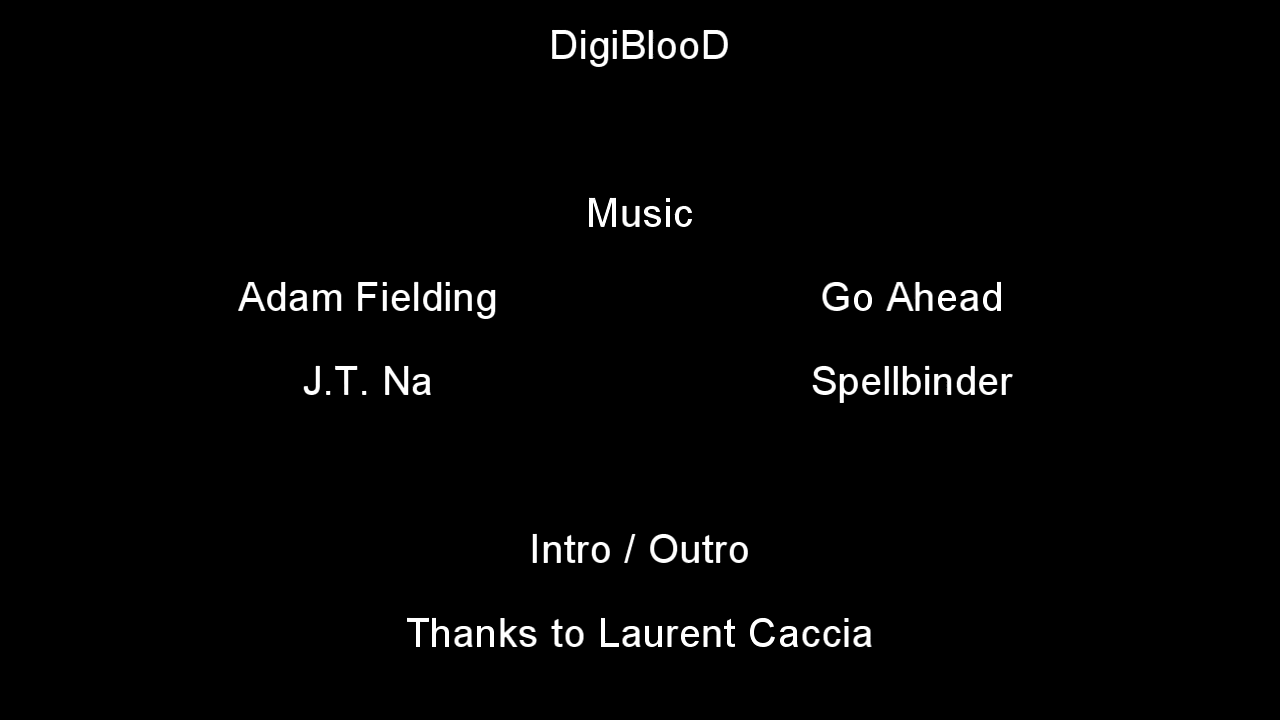 DigiBlooD
Music
Adam Fielding Go Ahead
J.T. Na Spellbinder
Intro / Outro
Thanks to Laurent Caccia